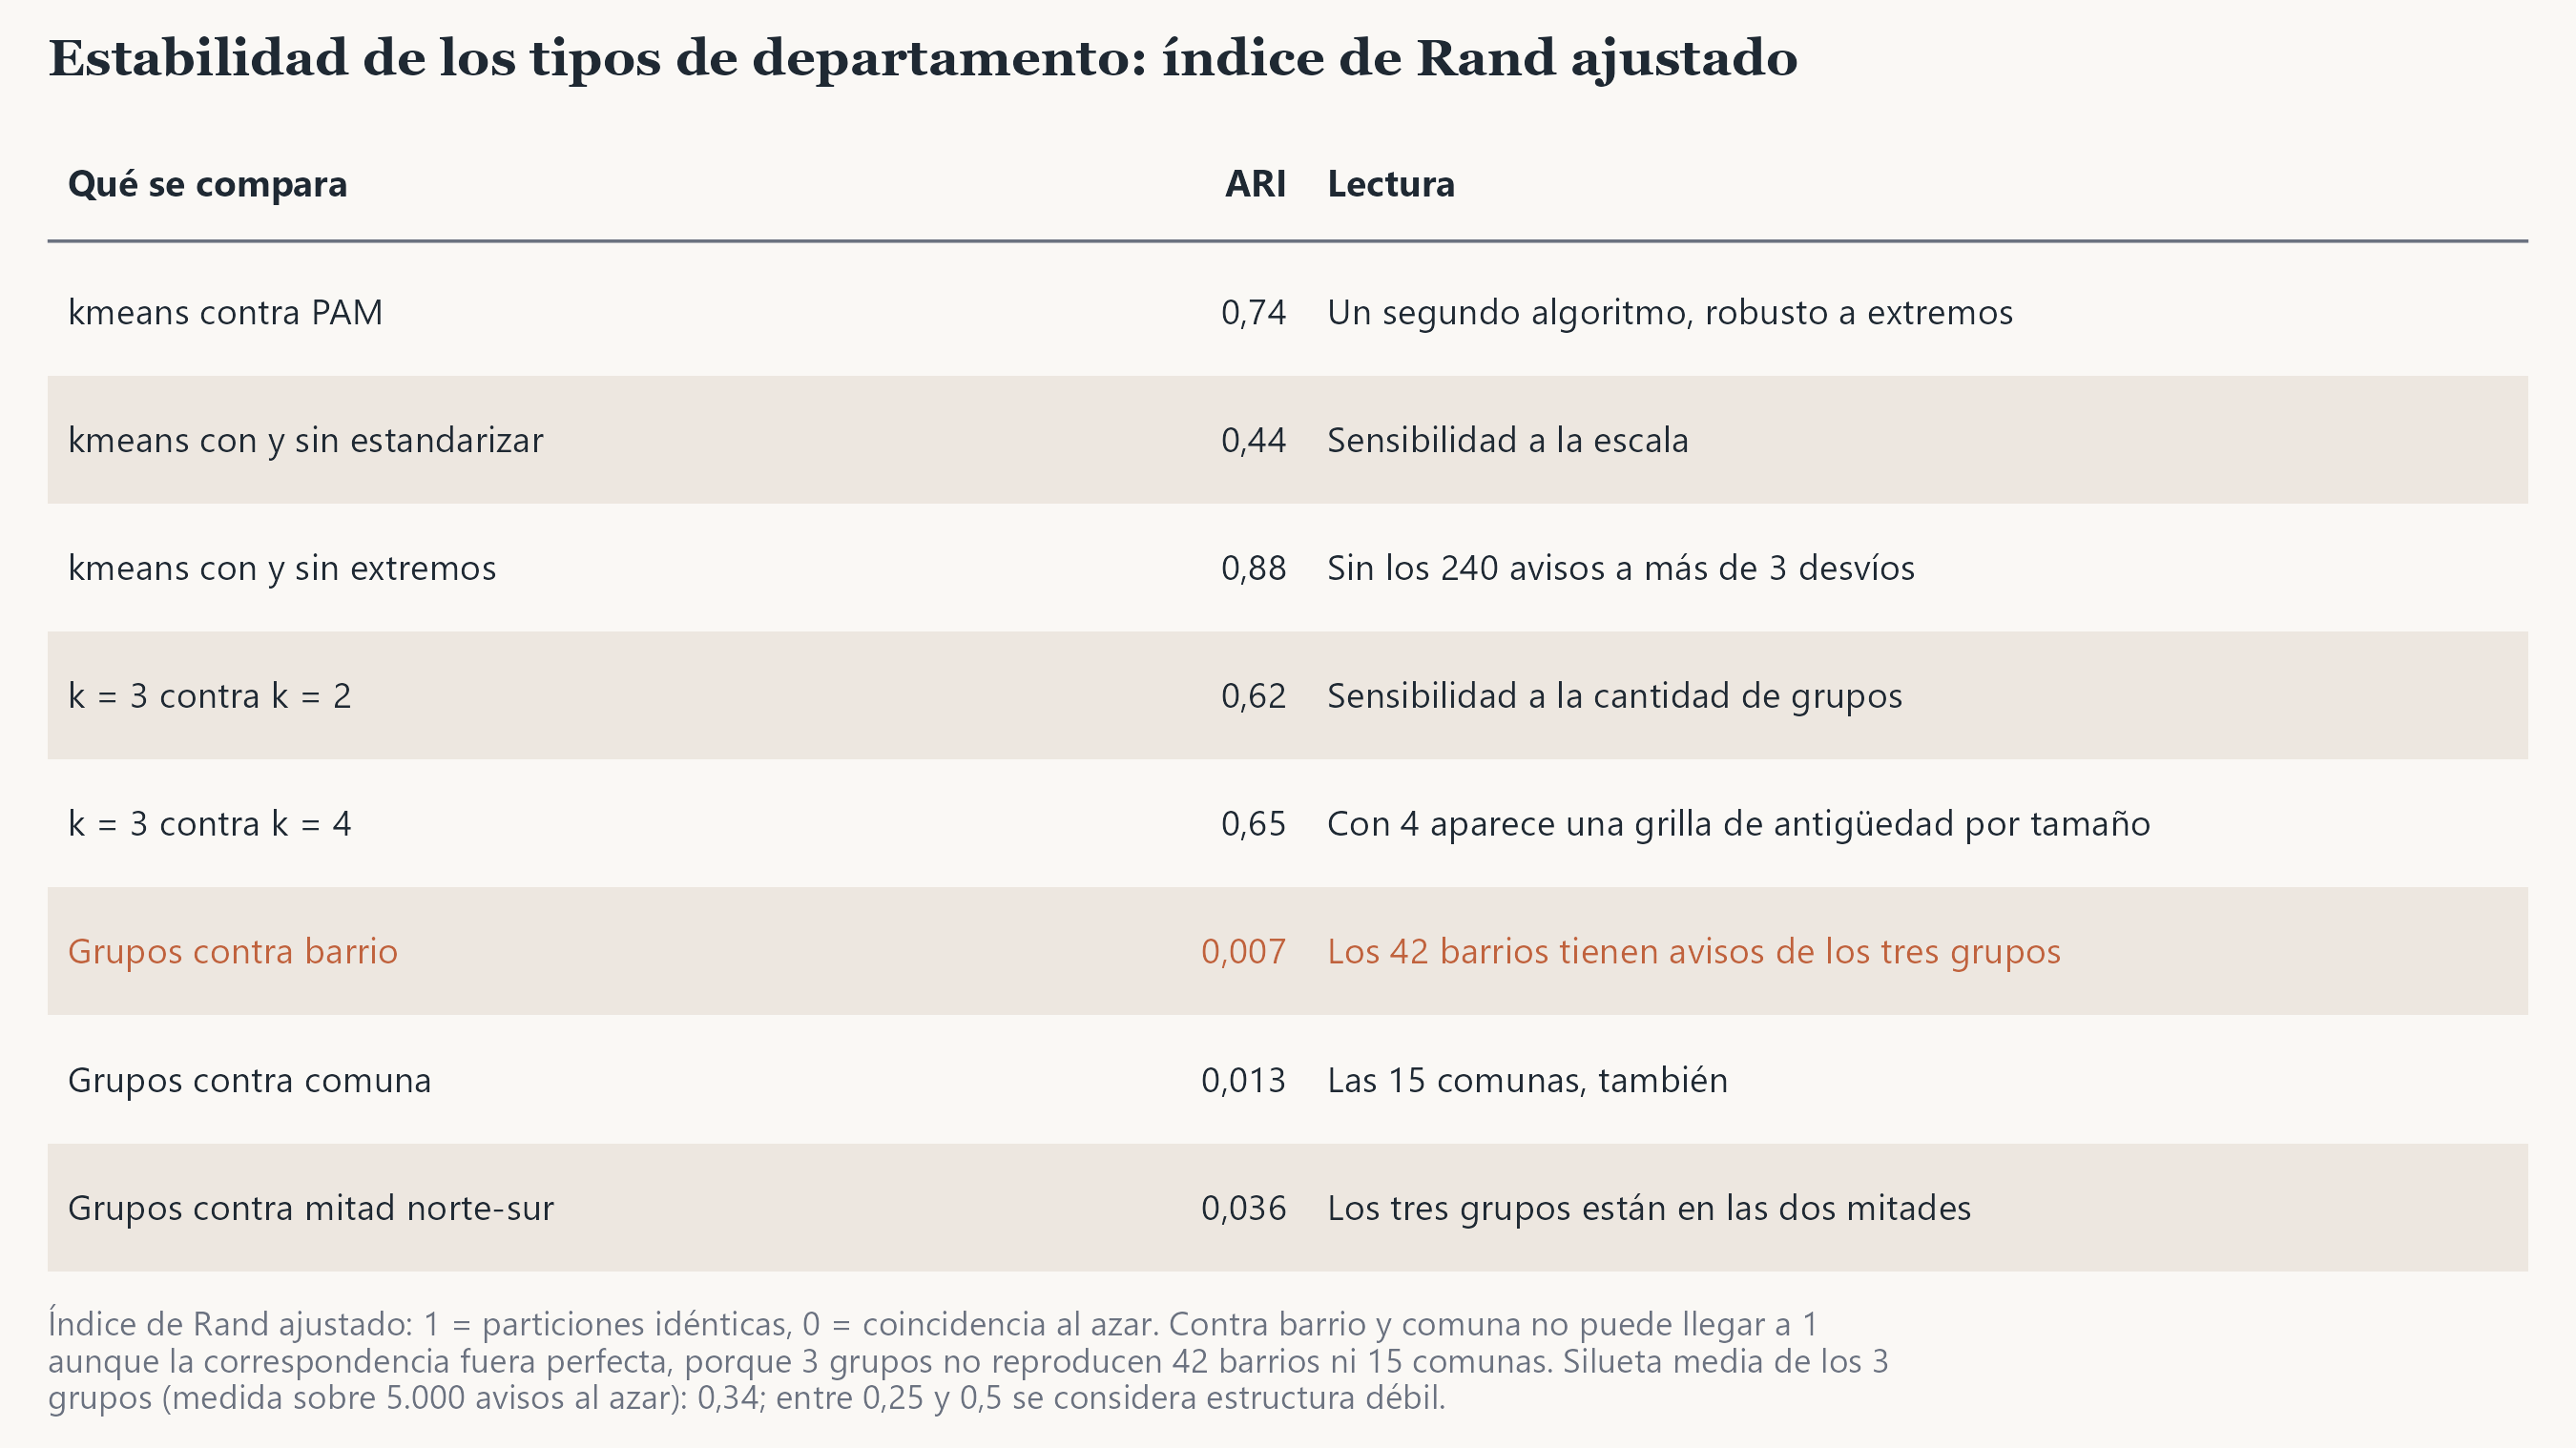 Estabilidad de los tipos de departamento: índice de Rand ajustado
Qué se compara ARI Lectura
kmeans contra PAM 0,74 Un segundo algoritmo, robusto a extremos
kmeans con y sin estandarizar 0,44 Sensibilidad a la escala
kmeans con y sin extremos 0,88 Sin los 240 avisos a más de 3 desvíos
k = 3 contra k = 2 0,62 Sensibilidad a la cantidad de grupos
k = 3 contra k = 4 0,65 Con 4 aparece una grilla de antigüedad por tamaño
Grupos contra barrio 0,007 Los 42 barrios tienen avisos de los tres grupos
Grupos contra comuna 0,013 Las 15 comunas, también
Grupos contra mitad norte-sur 0,036 Los tres grupos están en las dos mitades
Índice de Rand ajustado: 1 = particiones idénticas, 0 = coincidencia al azar. Contra barrio y comuna no puede llegar a 1
aunque la correspondencia fuera perfecta, porque 3 grupos no reproducen 42 barrios ni 15 comunas. Silueta media de los 3
grupos (medida sobre 5.000 avisos al azar): 0,34; entre 0,25 y 0,5 se considera estructura débil.